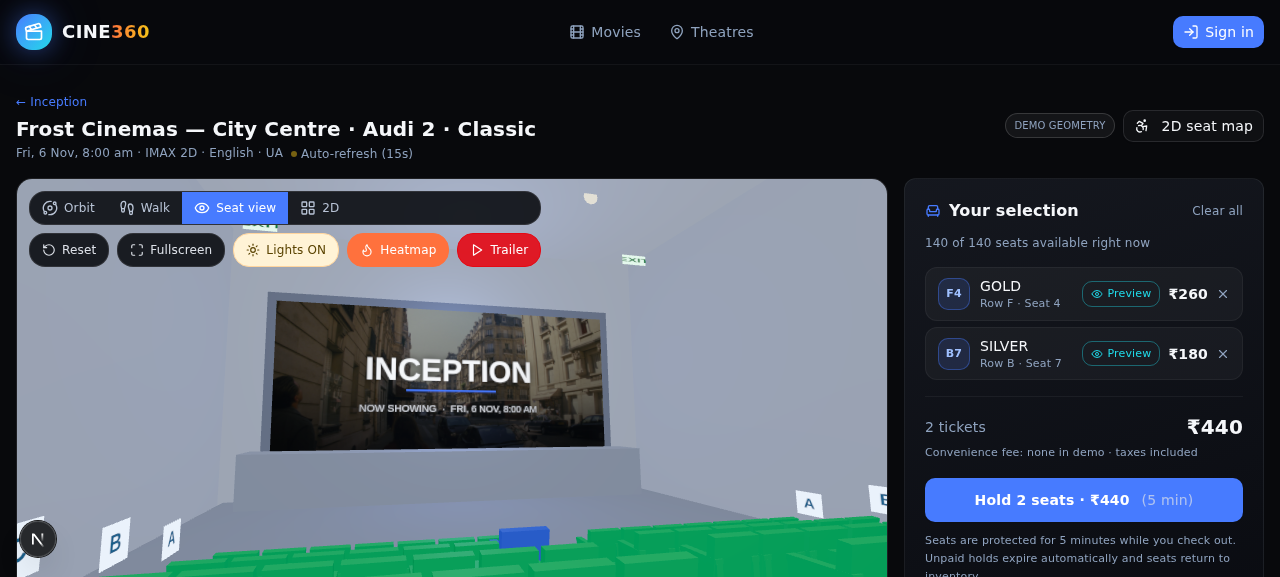 CINE360
Movies
Theatres
Sign in
← Inception
Frost Cinemas — City Centre · Audi 2 · Classic
Fri, 6 Nov, 8:00 am · IMAX 2D · English · UA
Auto-refresh (15s)
DEMO GEOMETRY
2D seat map
Orbit
Walk
Seat view
2D
Reset
Fullscreen
Lights ON
Heatmap
Trailer
EXIT
INCEPTION
NOW SHOWING · FRI, 6 NOV, 8:00 AM
B
A
A
N
Your selection
Clear all
140 of 140 seats available right now
F4
GOLD
Row F · Seat 4
Preview
₹260
×
B7
SILVER
Row B · Seat 7
Preview
₹180
×
2 tickets
₹440
Convenience fee: none in demo · taxes included
Hold 2 seats · ₹440 (5 min)
Seats are protected for 5 minutes while you check out.
Unpaid holds expire automatically and seats return to
inventory.